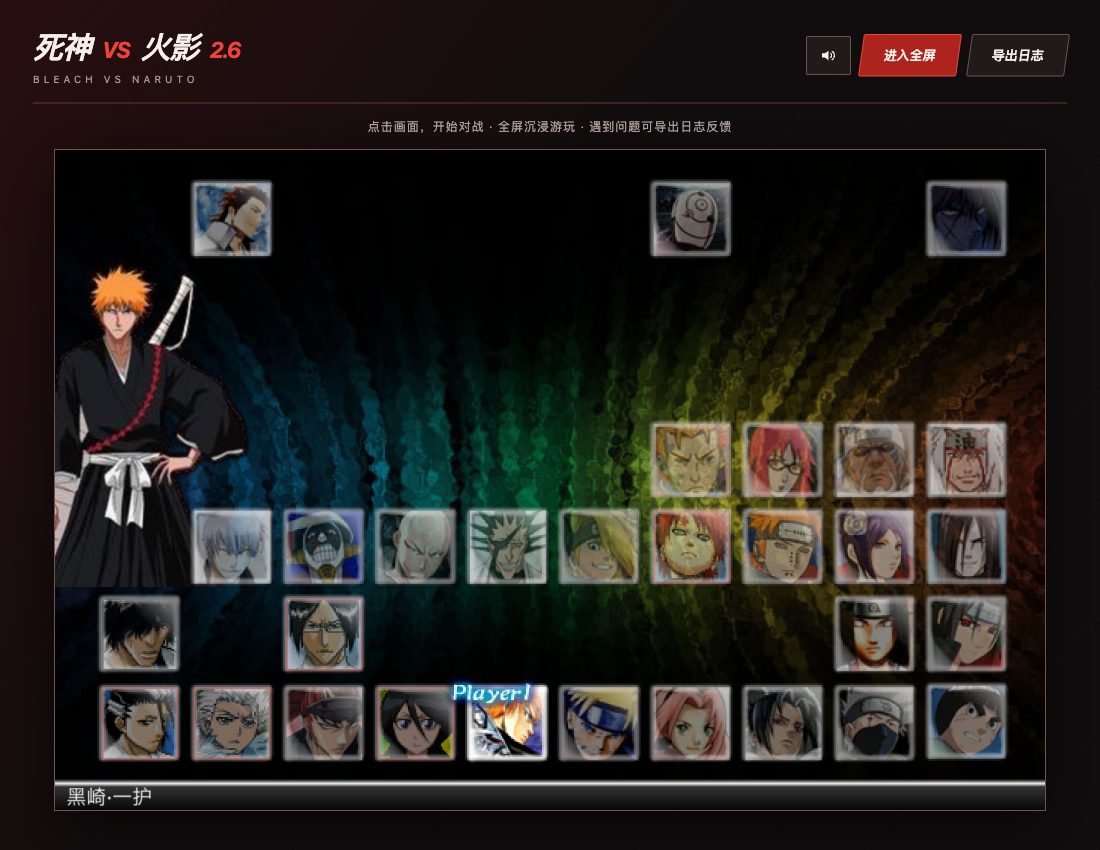 死神 VS 火影 2.6
BLEACH VS NARUTO
进入全屏
导出日志
点击画面，开始对战 · 全屏沉浸游玩 · 遇到问题可导出日志反馈
油
Player1
黑崎·一护